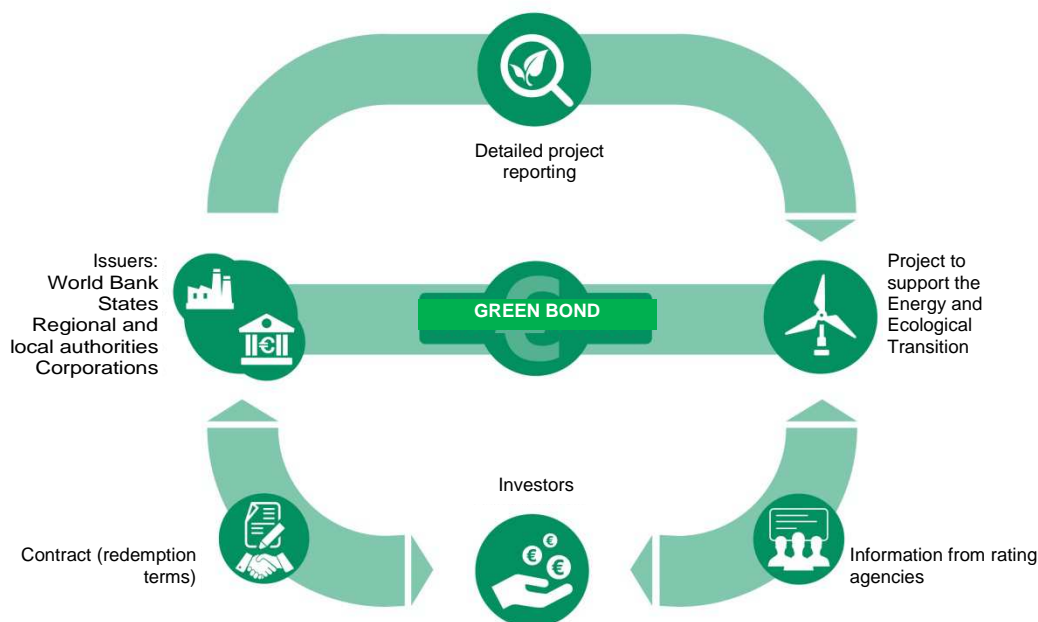 Detailed project
reporting
Issuers:
World Bank
States
Regional and
local authorities
Corporations
€
GREEN BOND
€
Project to
support the
Energy and
Ecological
Transition
Investors
Contract (redemption
terms)
€
€
€
Information from rating
agencies